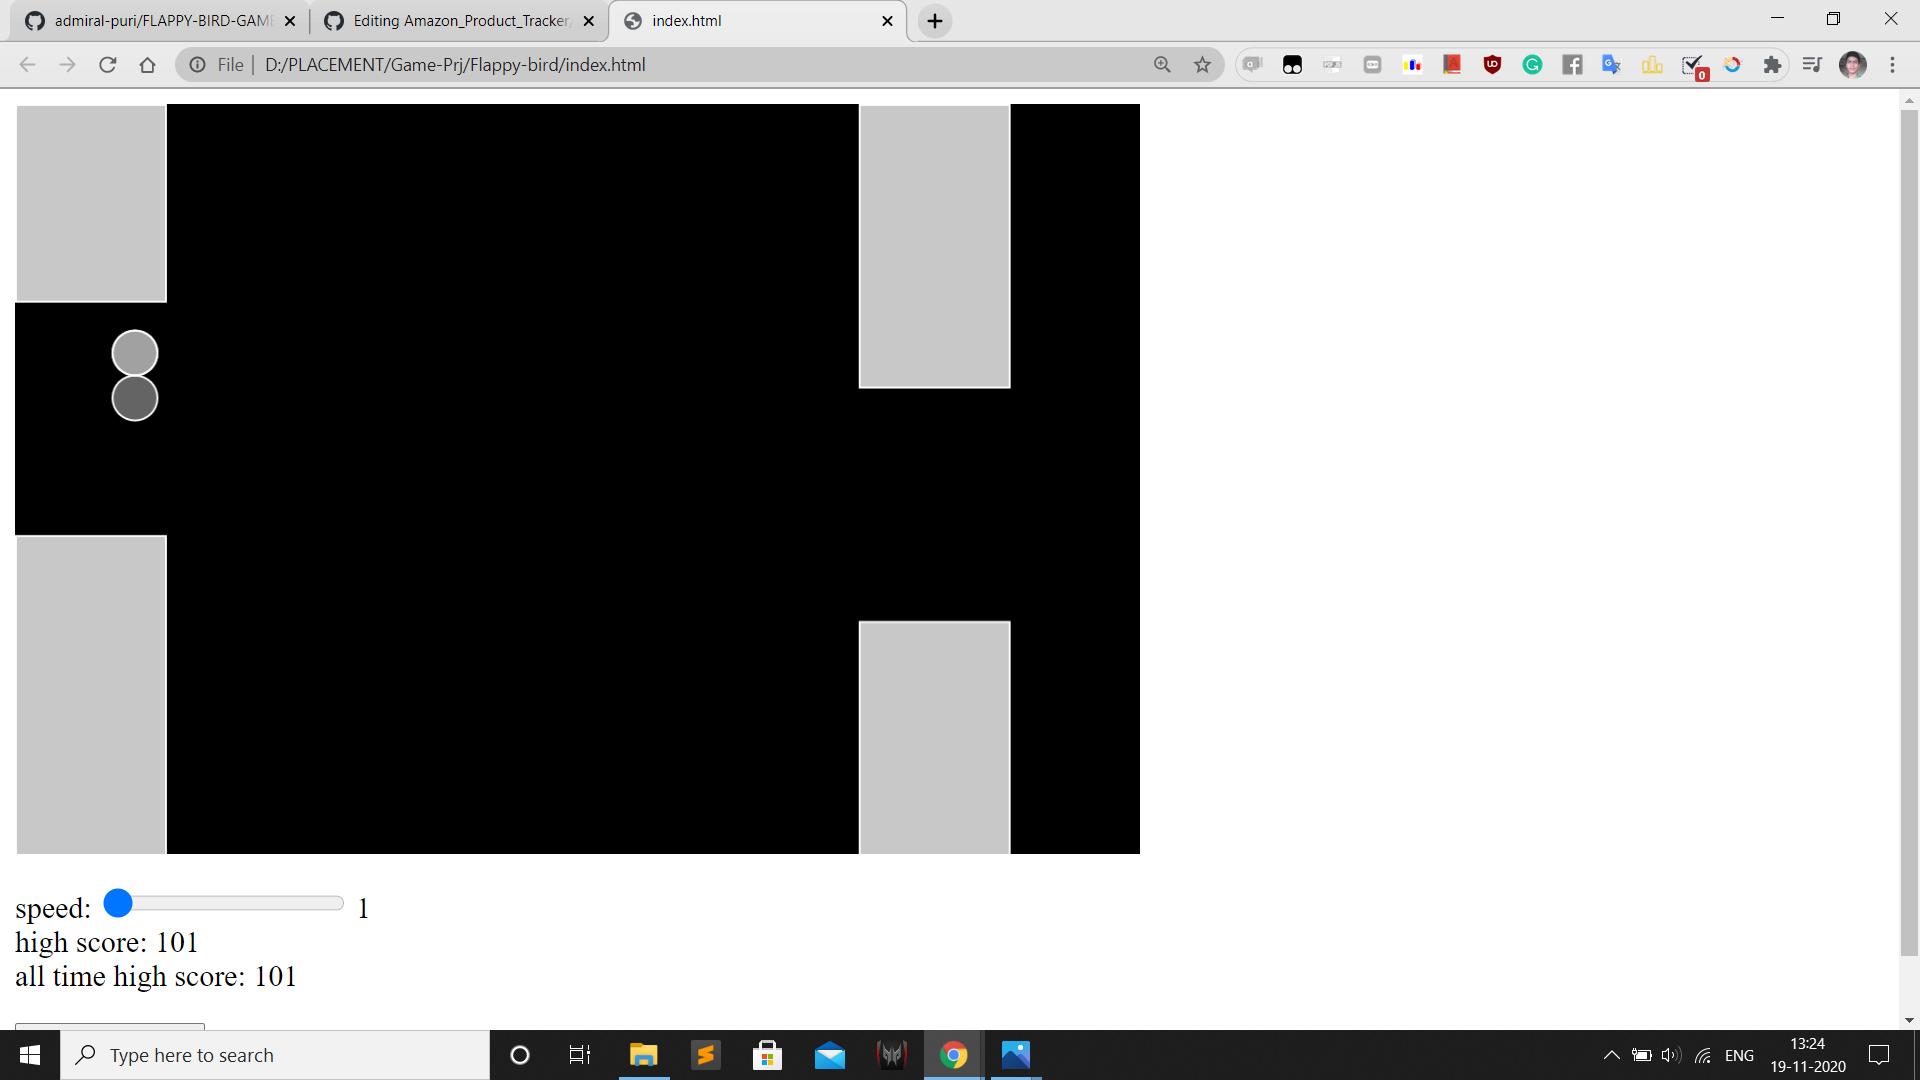 admiral-puri/FLAPPY-BIRD-GAM
Editing Amazon_Product_Tracker
index.html
File
D:/PLACEMENT/Game-Prj/Flappy-bird/index.html
0
speed: 1
high score: 101
all time high score: 101
Type here to search
ENG
13:24
19-11-2020